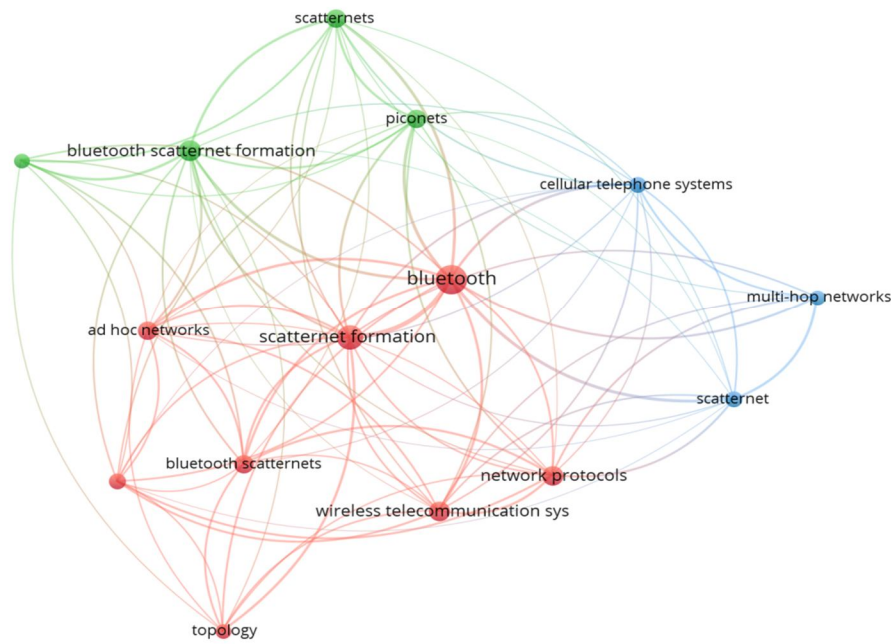 scatternets
piconets
bluetooth scatternet formation
cellular telephone systems
bluetooth
multi-hop networks
ad hoc networks
scatternet formation
scatternet
bluetooth scatternets
network protocols
wireless telecommunication sys
topology